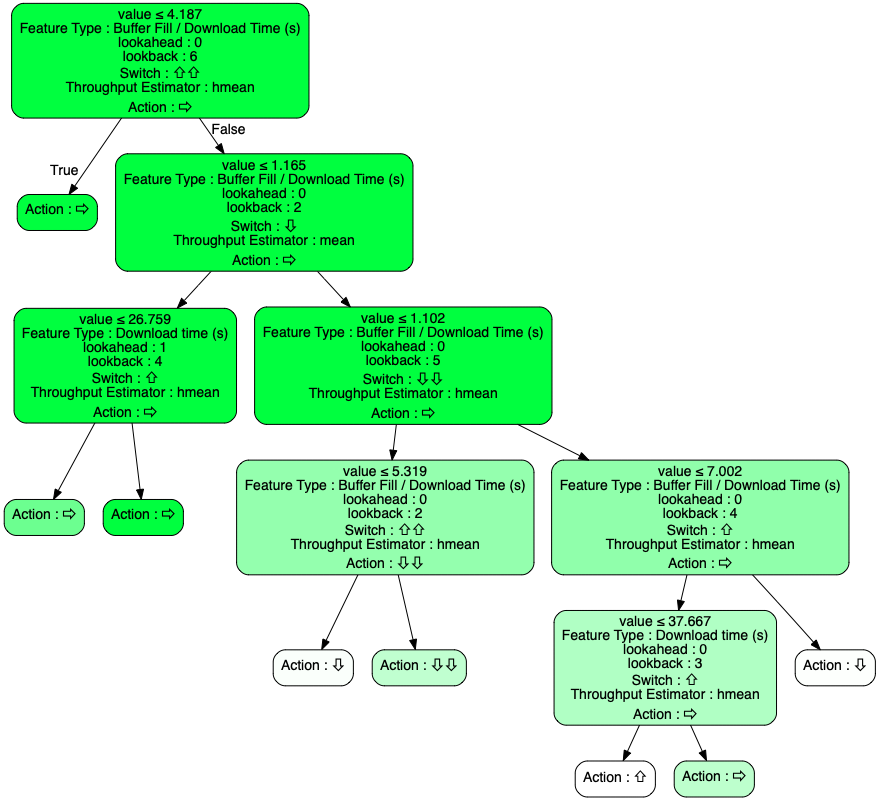 value ≤ 4.187
Feature Type : Buffer Fill / Download Time (s)
lookahead : 0
lookback : 6
Switch : ⇧⇧
Throughput Estimator : hmean
Action : ⇨
True
False
value ≤ 1.165
Feature Type : Buffer Fill / Download Time (s)
lookahead : 0
lookback : 2
Switch : ⇩
Throughput Estimator : mean
Action : ⇨
Action : ⇨
value ≤ 26.759
Feature Type : Download time (s)
lookahead : 1
lookback : 4
Switch : ⇧
Throughput Estimator : hmean
Action : ⇨
value ≤ 1.102
Feature Type : Buffer Fill / Download Time (s)
lookahead : 0
lookback : 5
Switch : ⇩⇩
Throughput Estimator : hmean
Action : ⇨
Action : ⇨
Action : ⇨
value ≤ 5.319
Feature Type : Buffer Fill / Download Time (s)
lookahead : 0
lookback : 2
Switch : ⇧⇧
Throughput Estimator : hmean
Action : ⇩⇩
value ≤ 7.002
Feature Type : Buffer Fill / Download Time (s)
lookahead : 0
lookback : 4
Switch : ⇧
Throughput Estimator : hmean
Action : ⇨
Action : ⇩
Action : ⇩⇩
value ≤ 37.667
Feature Type : Download time (s)
lookahead : 0
lookback : 3
Switch : ⇧
Throughput Estimator : hmean
Action : ⇨
Action : ⇩
Action : ⇧
Action : ⇨